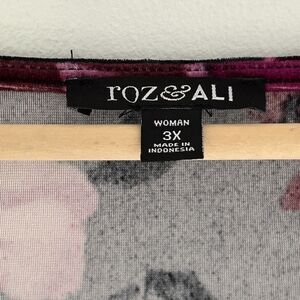 roz&ALI
WOMAN
3X
MADE IN
INDONESIA